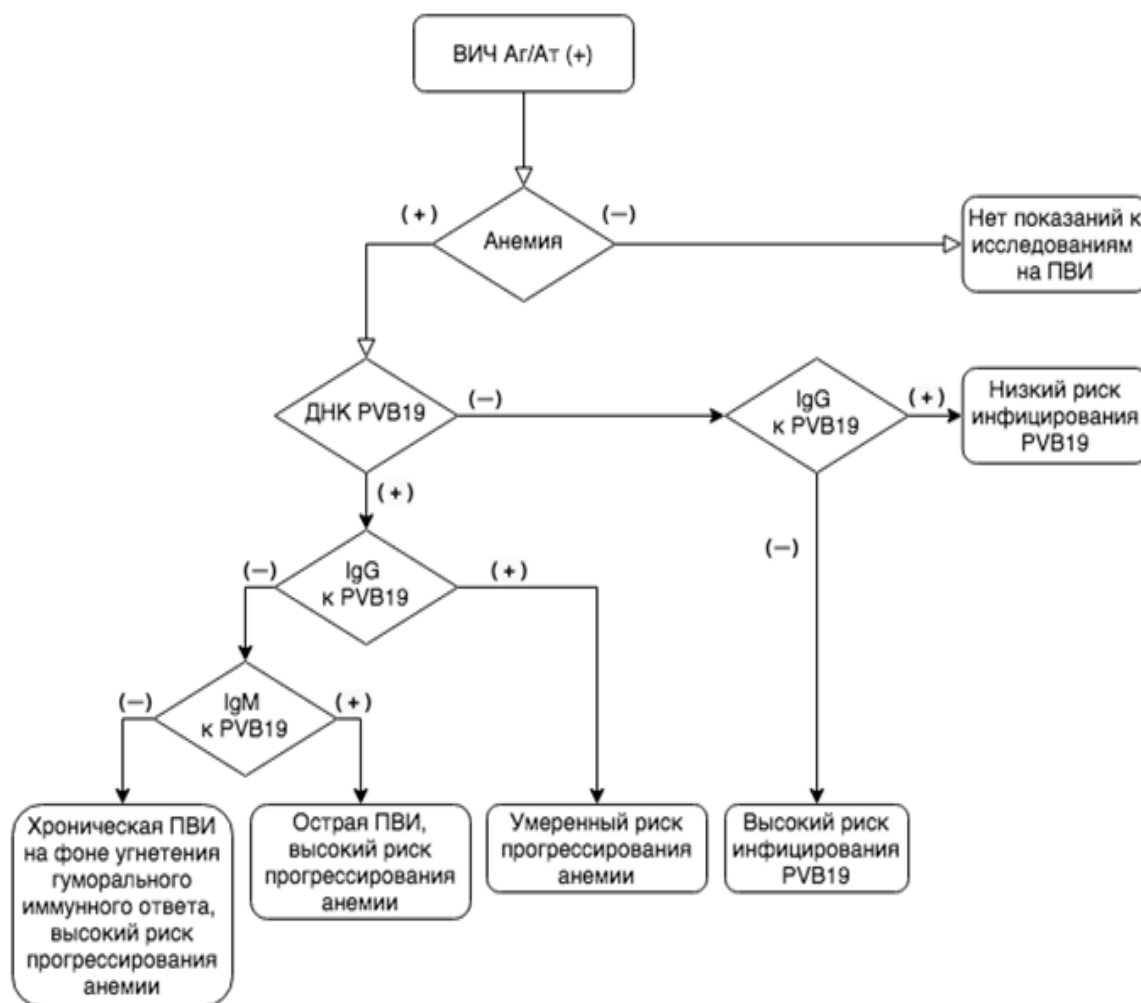 ВИЧ Аг/Ат (+)
(+)
(—)
Анемия
Нет показаний к
исследованиям
на ПВИ
ДНК PVB19
(—)
IgG
к PVB19
(+)
Низкий риск
инфицирования
PVB19
(+)
(—)
(—)
IgG
к PVB19
(+)
(—)
IgM
к PVB19
(+)
Хроническая ПВИ
на фоне угнетения
гуморального
иммунного ответа,
высокий риск
прогрессирования
анемии
Острая ПВИ,
высокий риск
прогрессирования
анемии
Умеренный риск
прогрессирования
анемии
Высокий риск
инфицирования
PVB19